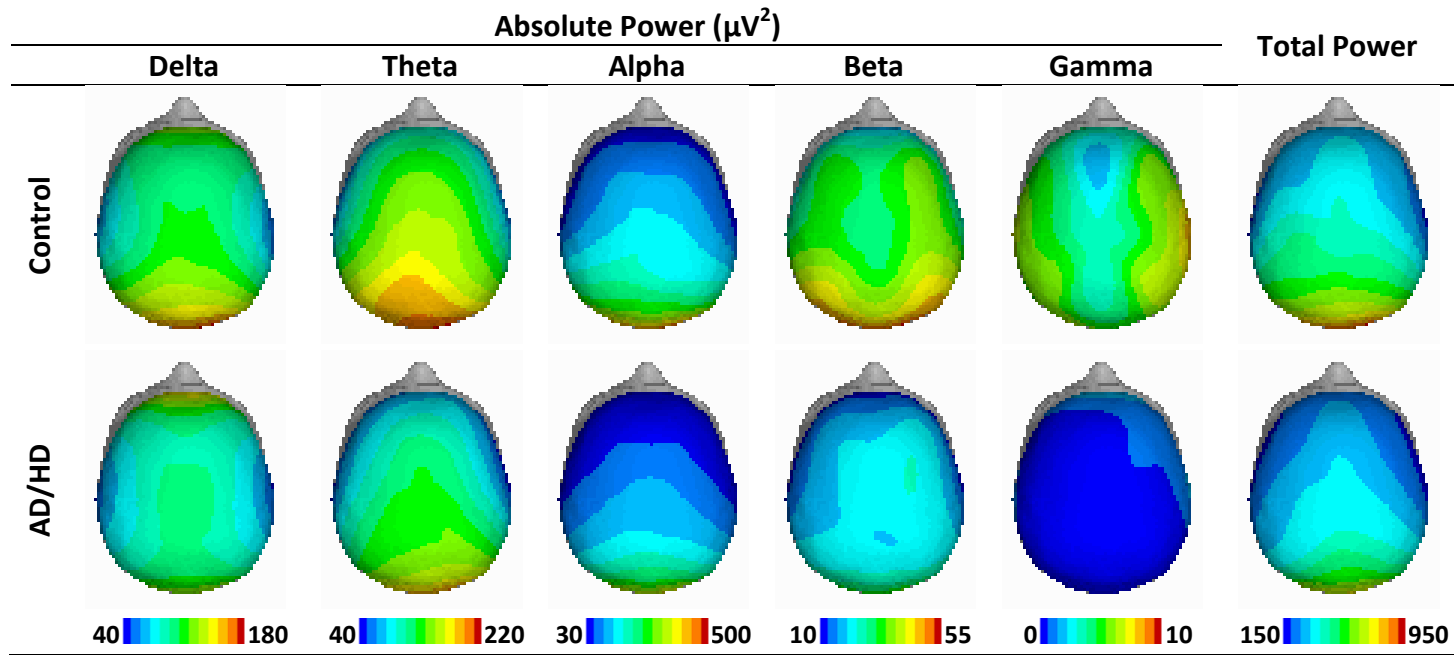 Absolute Power (μV²)
Total Power
Delta Theta Alpha Beta Gamma
Control
AD/HD
40 180 40 220 30 500 10 55 0 10 150 950